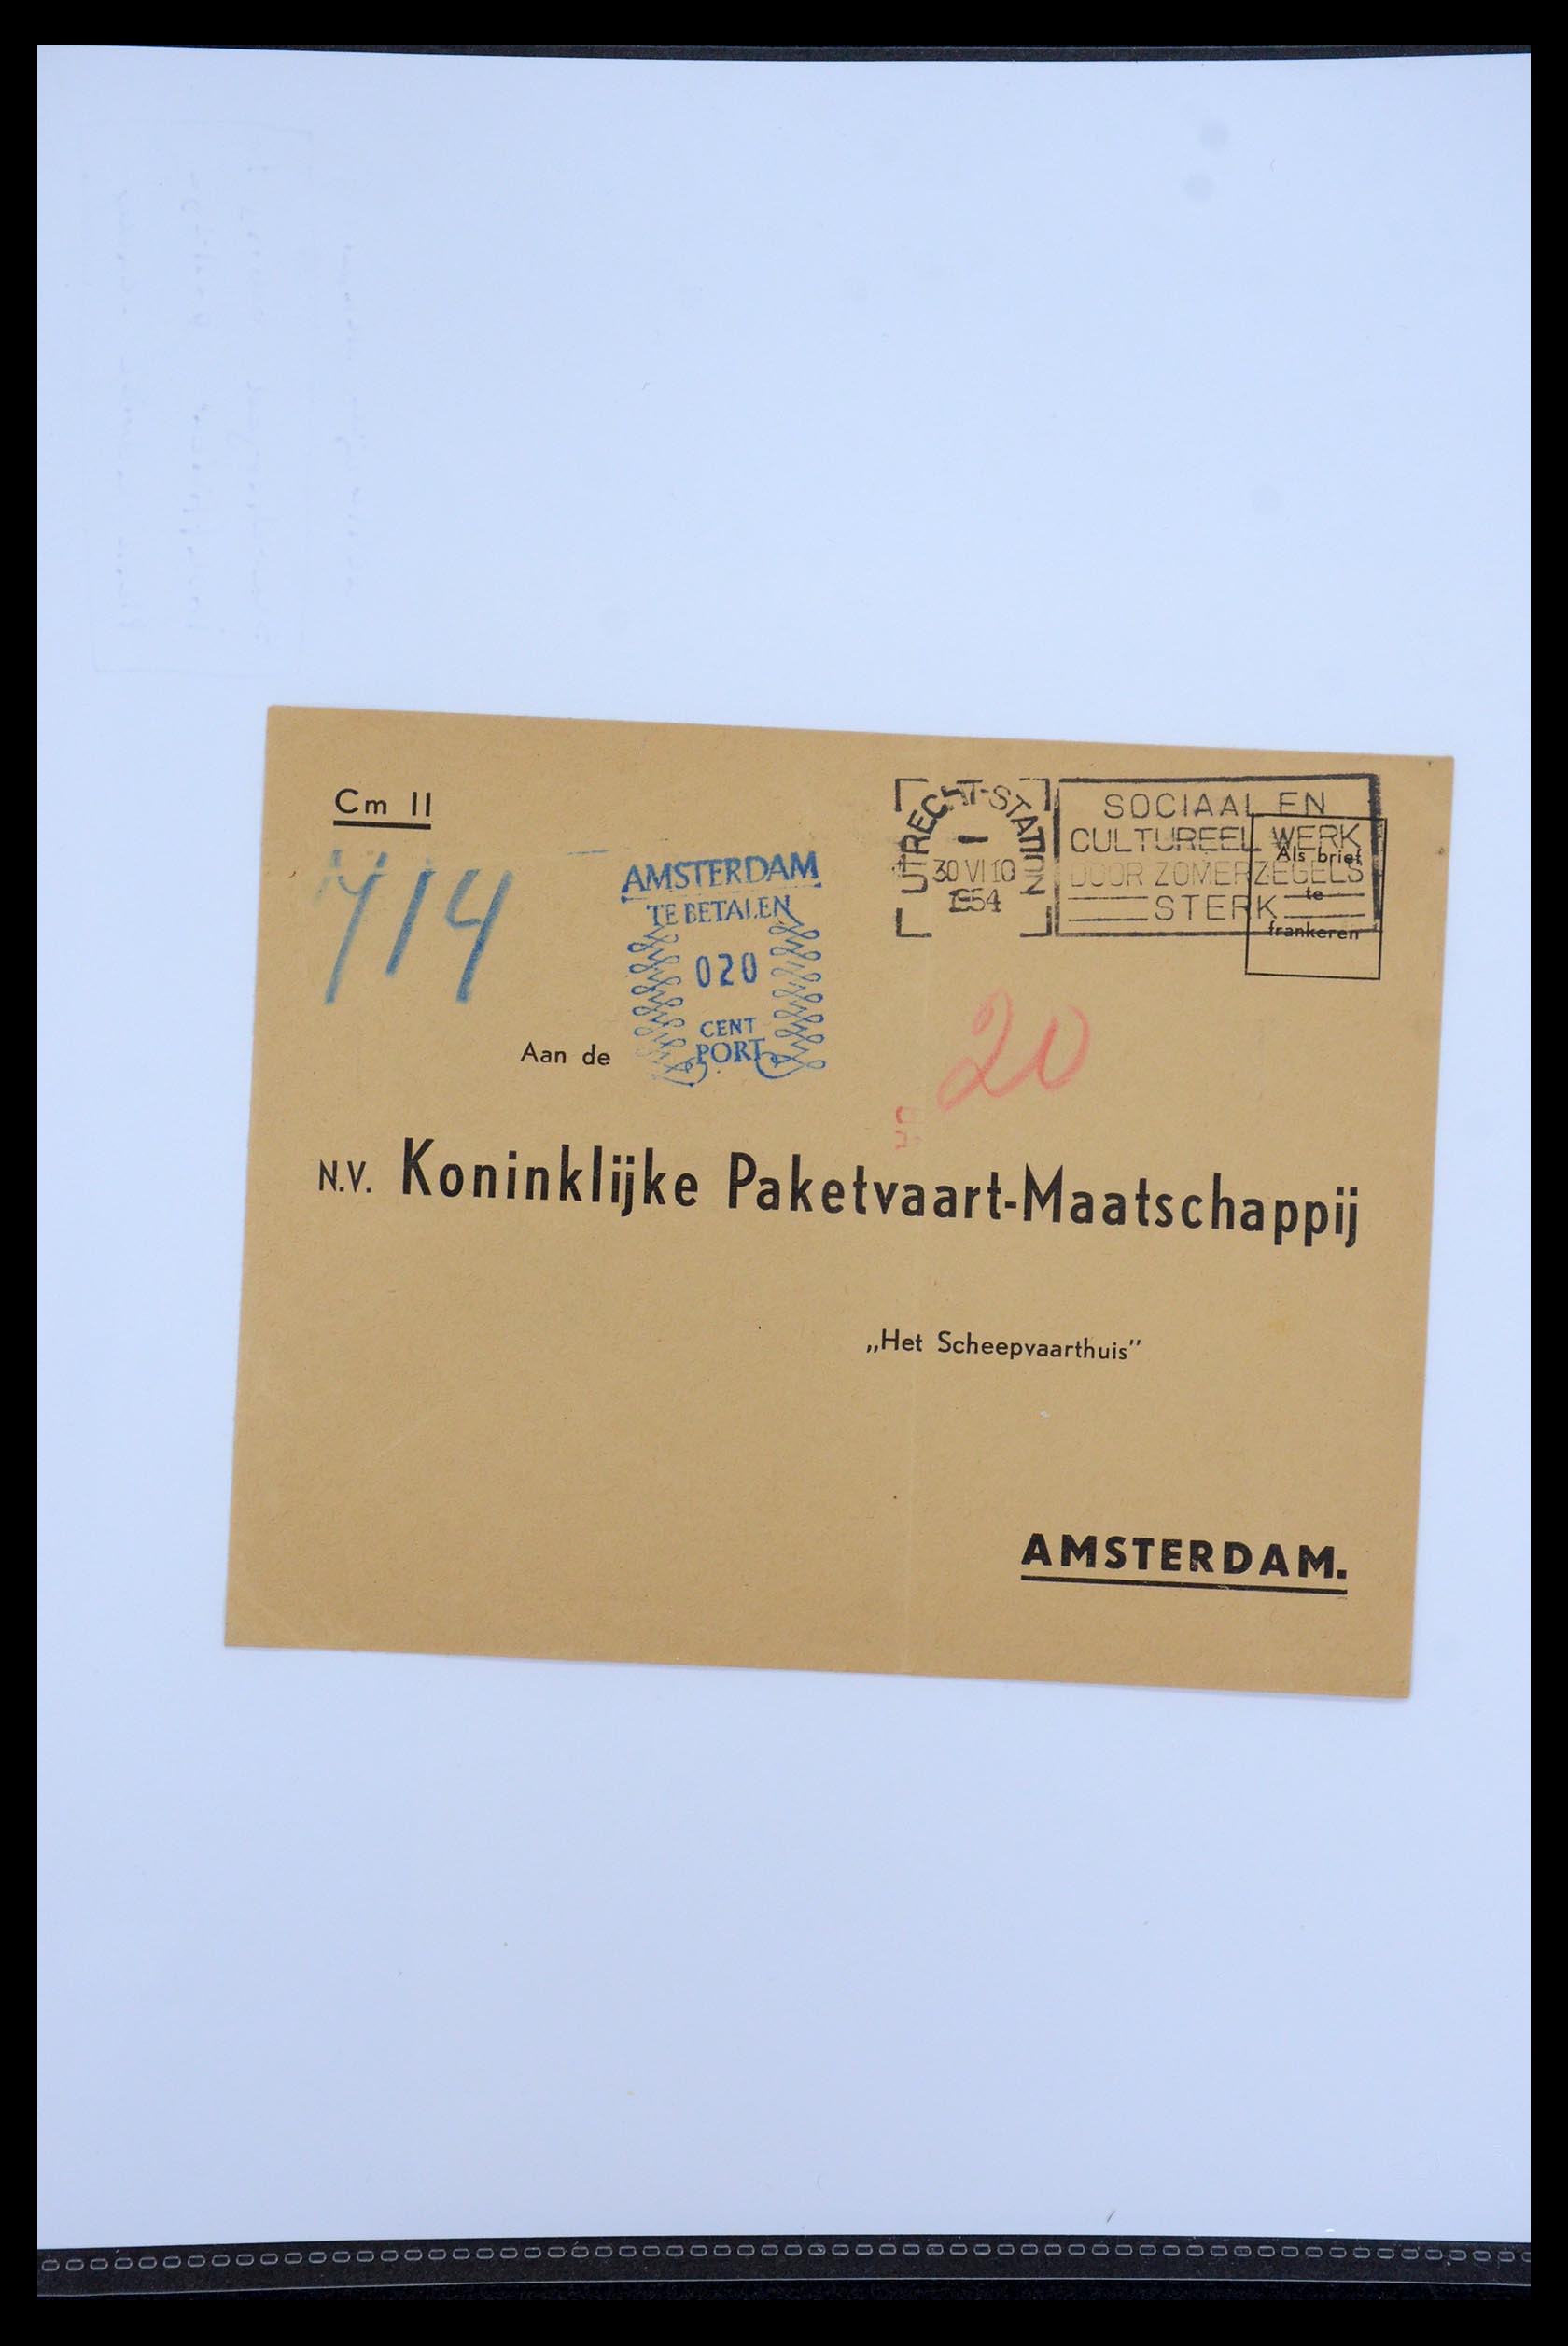 Cm II
714
AMSTERDAM
TE BETALEN
020
CENT
PORT
UTRECHT-STATION
30 VI 10
1954
SOCIAAL EN
CULTUREEL WERK
DOOR ZOMERZEGELS
STERK
Als brief
te
frankeren
20
Aan de
N.V. Koninklijke Paketvaart-Maatschappij
„Het Scheepvaarthuis”
AMSTERDAM.